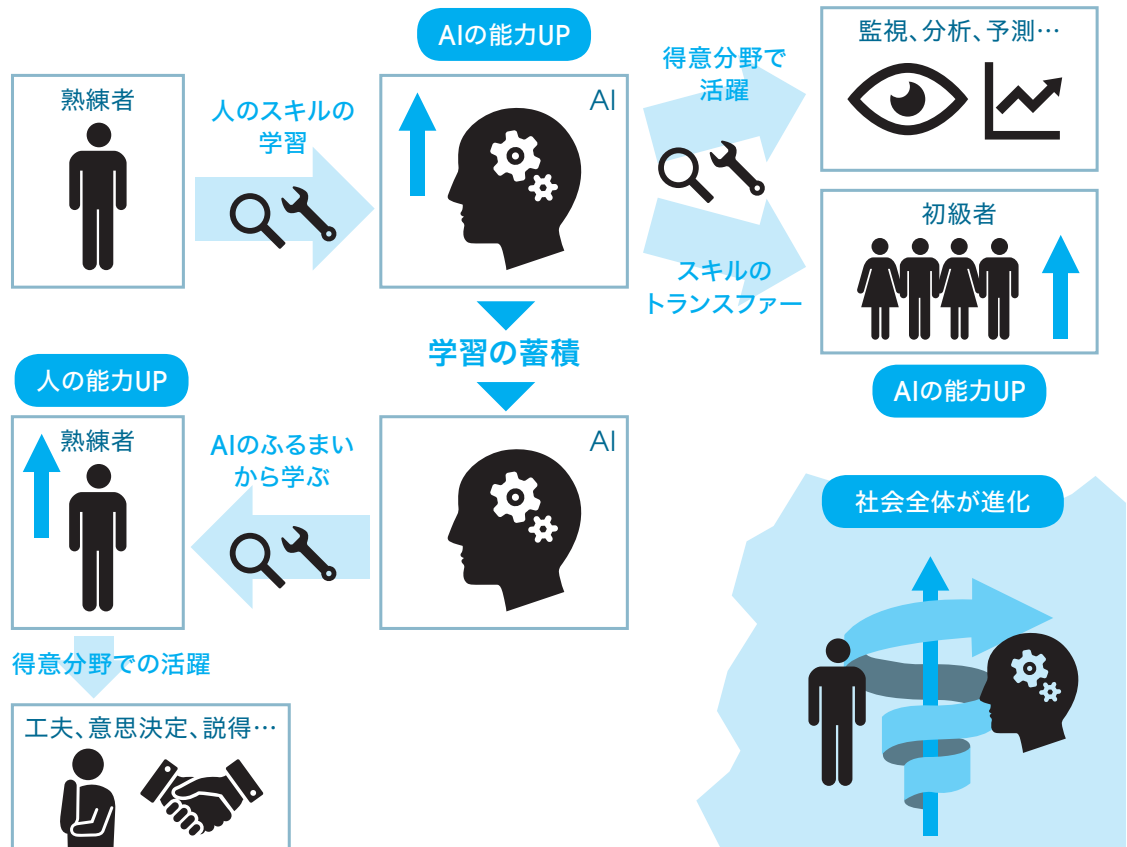 AIの能力UP
熟練者
人のスキルの
学習
AI
得意分野で
活躍
監視、分析、予測…
スキルの
トランスファー
初級者
AIの能力UP
学習の蓄積
人の能力UP
熟練者
AIのふるまい
から学ぶ
AI
得意分野での活躍
工夫、意思決定、説得…
社会全体が進化